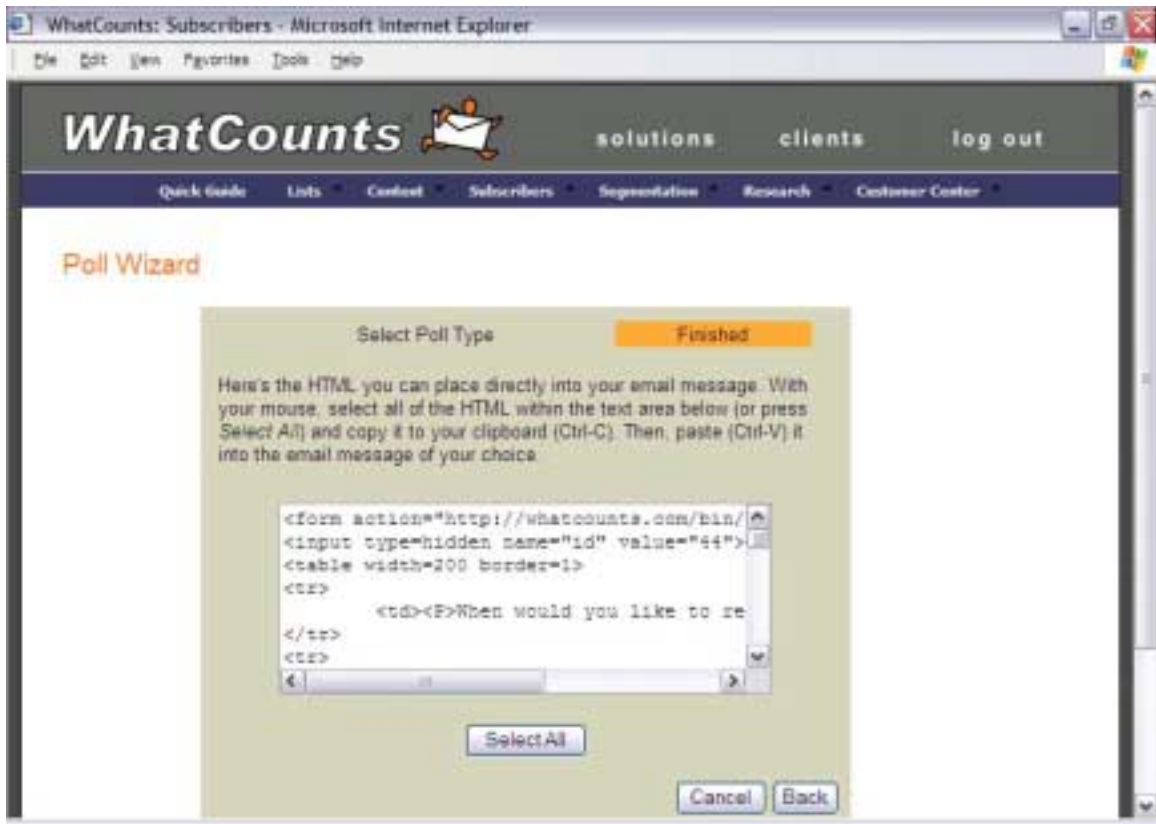 WhatCounts: Subscribers - Microsoft Internet Explorer
File Edit View Favorites Tools Help
WhatCounts solutions clients log out
Quick Guide Lists Content Subscribers Segmentation Research Customer Center
Poll Wizard
Select Poll Type Finished
Here's the HTML you can place directly into your email message. With
your mouse, select all of the HTML within the text area below (or press
Select All) and copy it to your clipboard (Ctrl-C). Then, paste (Ctrl-V) it
into the email message of your choice.
<form action="http://whatcounts.com/bin/
<input type=hidden name="id" value="44">
<table width=200 border=1>
<tr>
<td><P>When would you like to re
</tr>
<tr>
Select All
Cancel Back